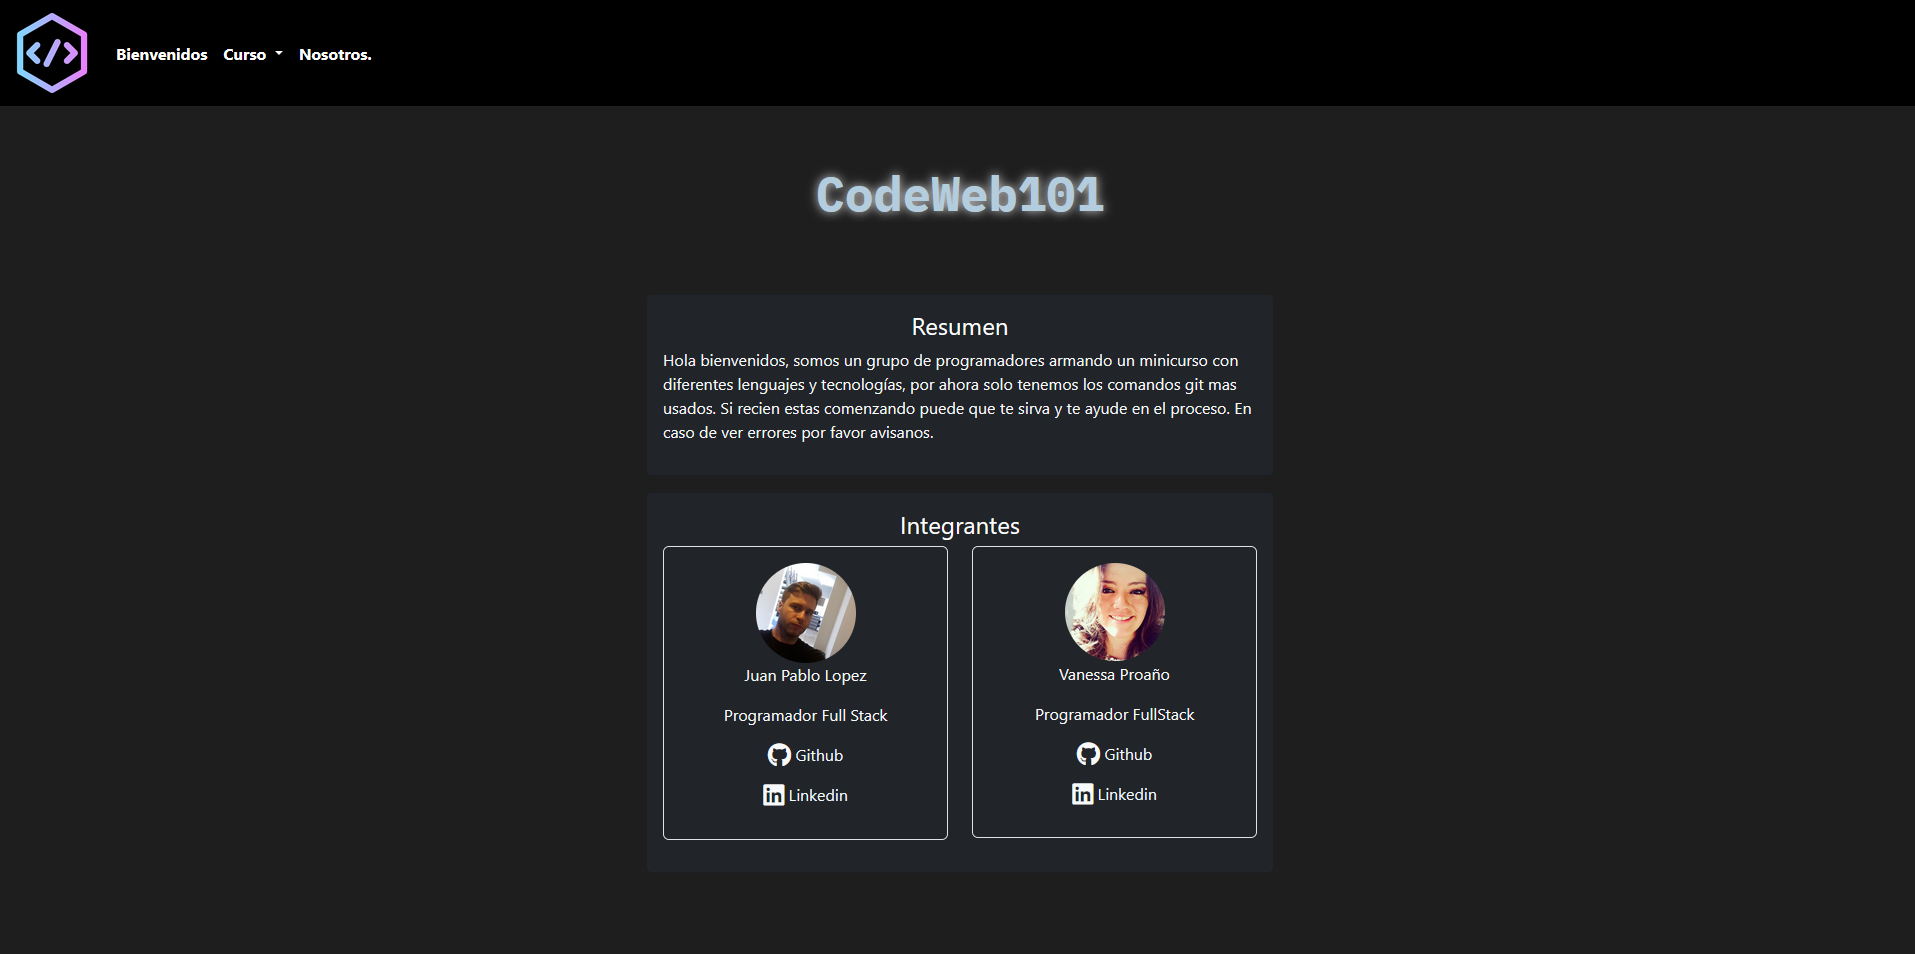 Bienvenidos Curso Nosotros.
CodeWeb101
Resumen
Hola bienvenidos, somos un grupo de programadores armando un minicurso con
diferentes lenguajes y tecnologías, por ahora solo tenemos los comandos git mas
usados. Si recien estas comenzando puede que te sirva y te ayude en el proceso. En
caso de ver errores por favor avisanos.
Integrantes
Juan Pablo Lopez
Programador Full Stack
Github
Linkedin
Vanessa Proaño
Programador FullStack
Github
Linkedin